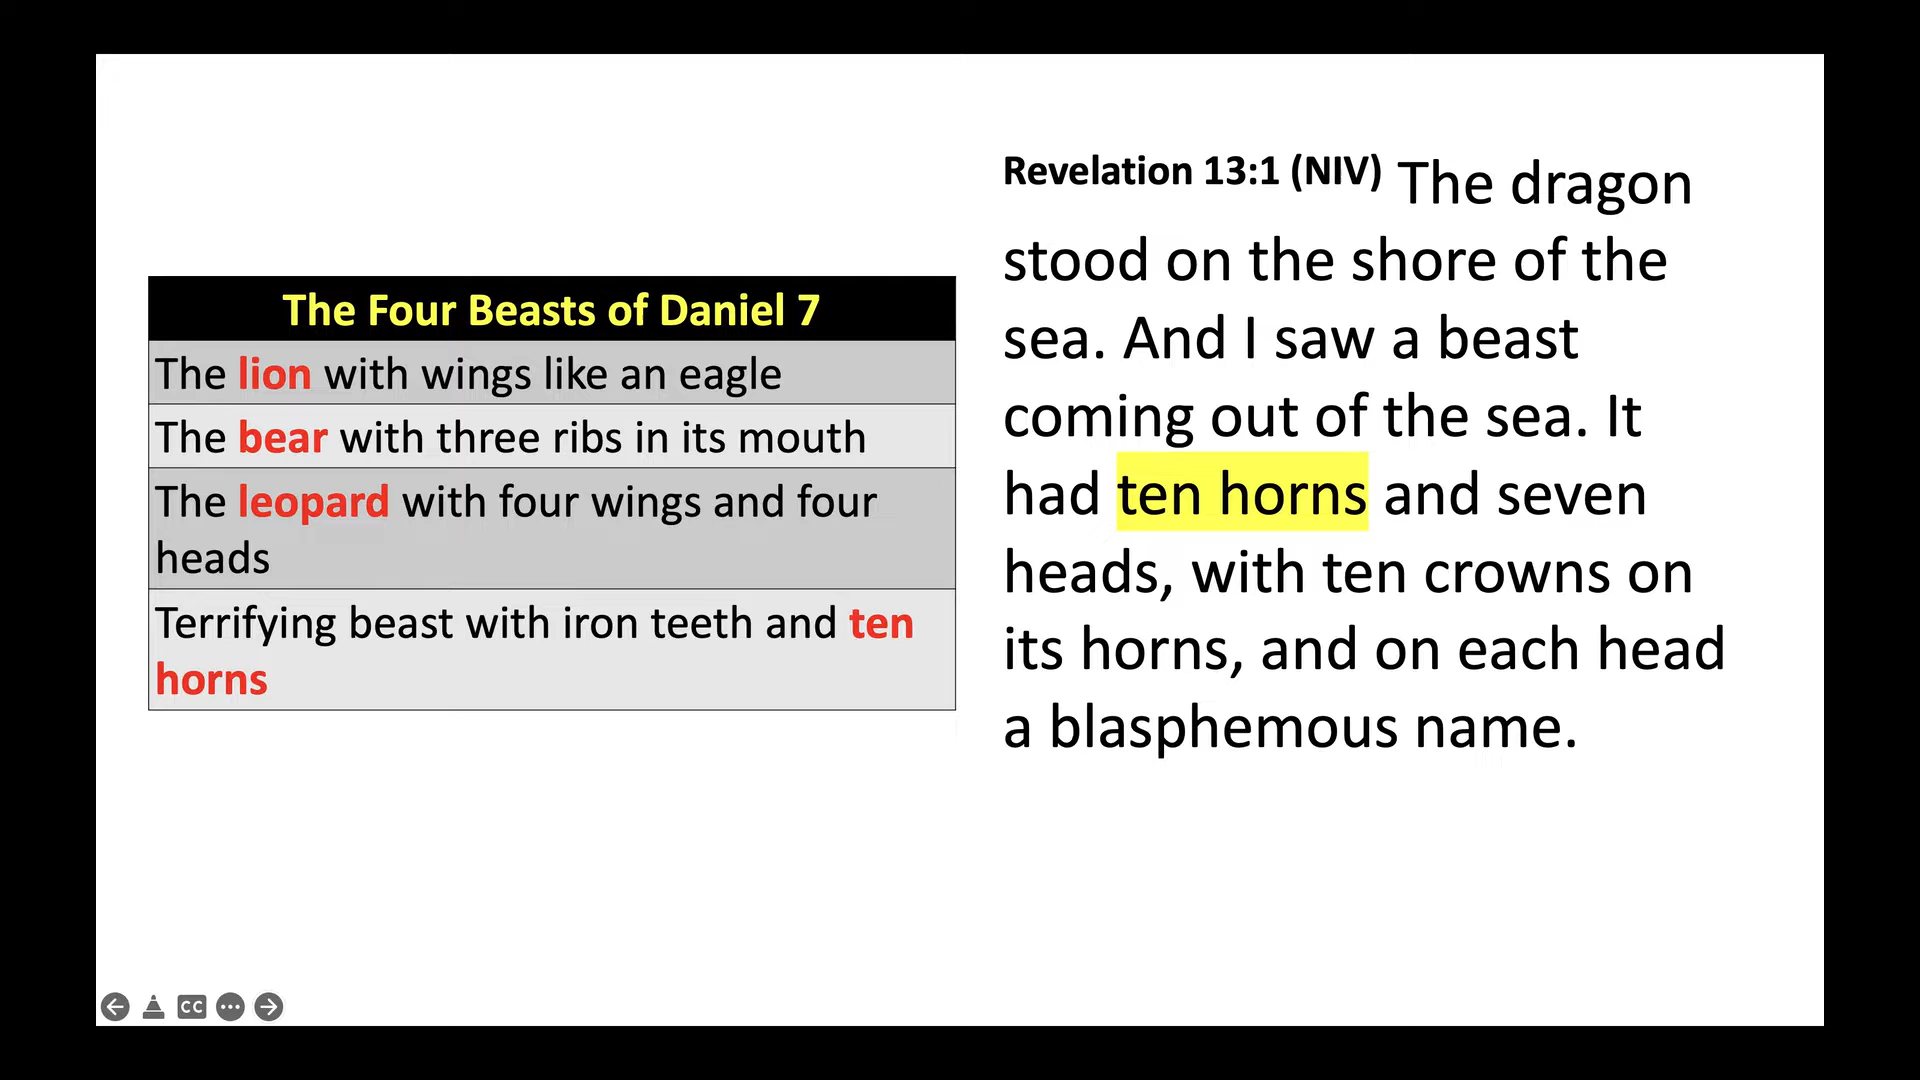 The Four Beasts of Daniel 7
The lion with wings like an eagle
The bear with three ribs in its mouth
The leopard with four wings and four
heads
Terrifying beast with iron teeth and ten
horns
Revelation 13:1 (NIV) The dragon
stood on the shore of the
sea. And I saw a beast
coming out of the sea. It
had ten horns and seven
heads, with ten crowns on
its horns, and on each head
a blasphemous name.
CC